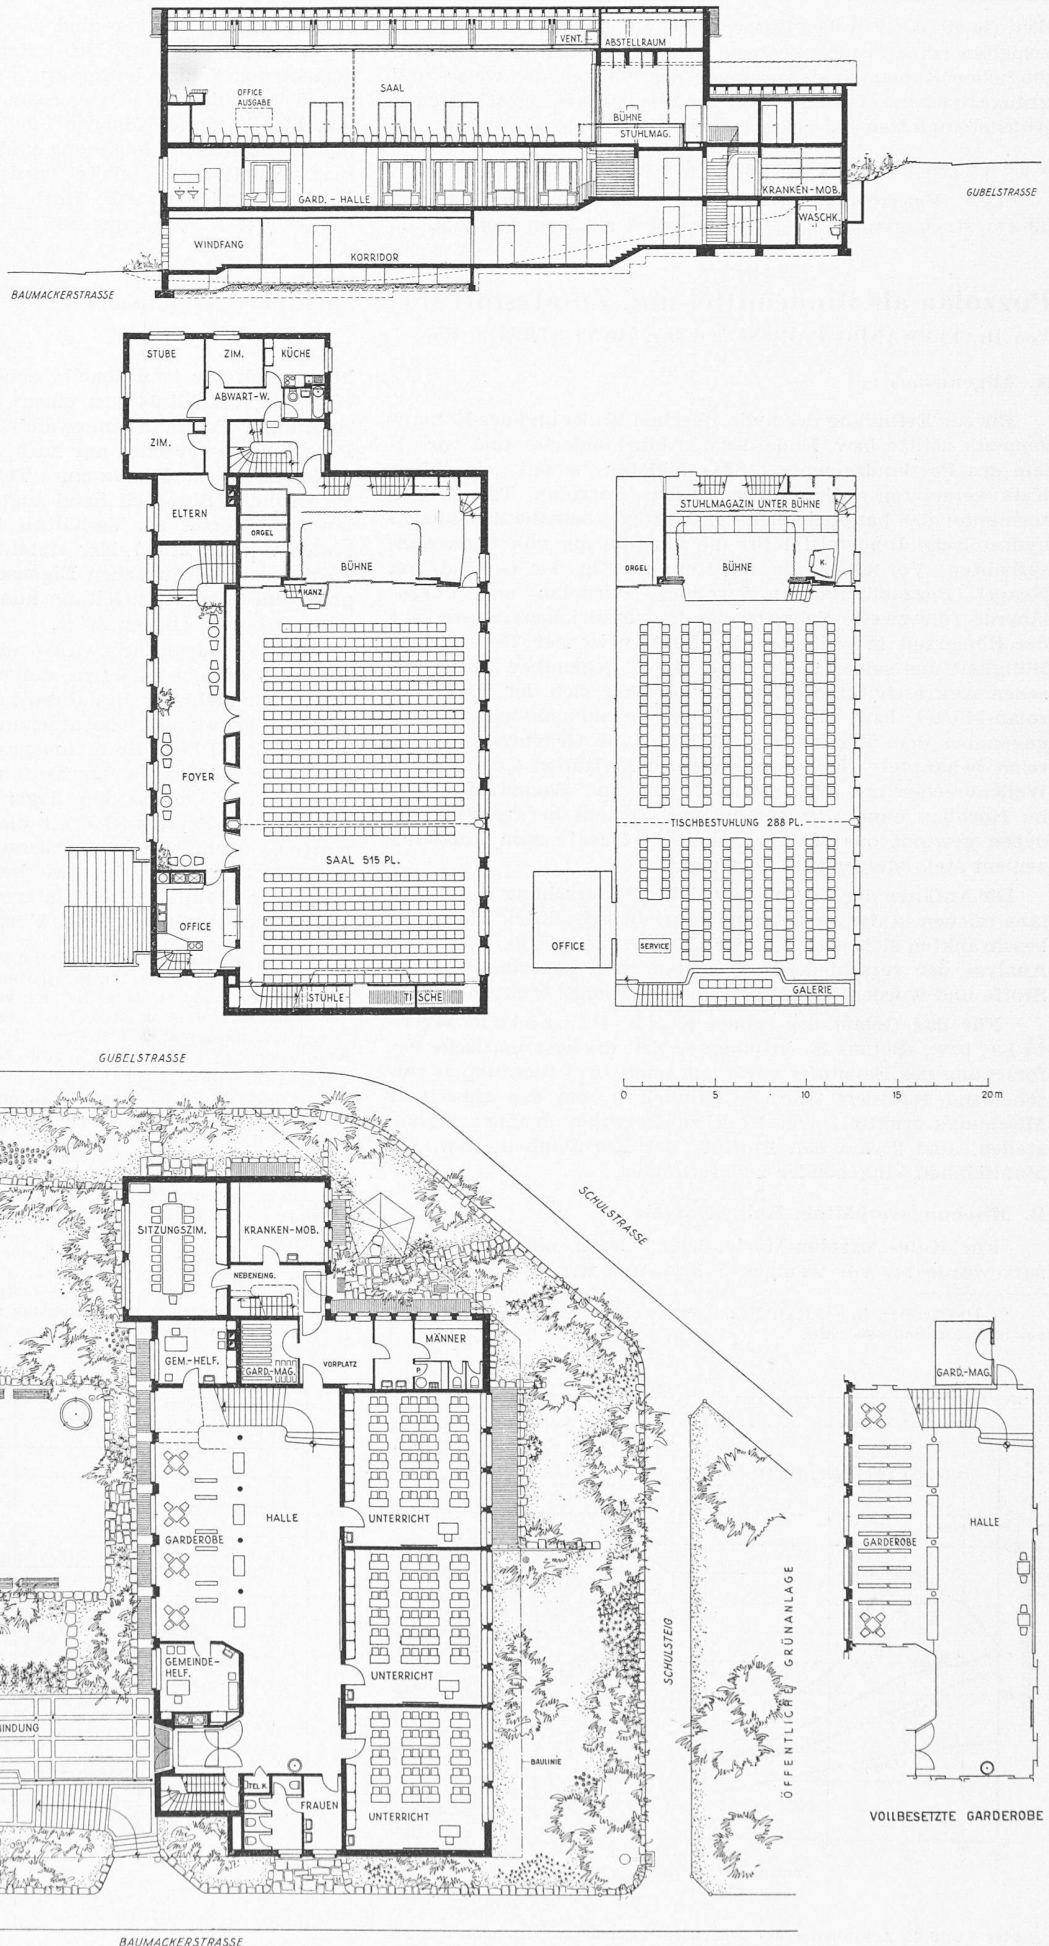 VENT.
ABSTELLRAUM
OFFICE
AUSGABE
SAAL
BÜHNE
STUHLMAG.
GARD. - HALLE
KRANKEN-MOB.
GUBELSTRASSE
WINDFANG
KORRIDOR
WASCHK.
BAUMACKERSTRASSE
STUBE
ZIM.
KÜCHE
ABWART-W.
ZIM.
ELTERN
ORGEL
BÜHNE
KANZ.
FOYER
SAAL 515 PL.
OFFICE
STÜHLE
TISCHE
STUHLMAGAZIN UNTER BÜHNE
ORGEL
BÜHNE
K.
TISCHBESTUHLUNG 288 PL.
OFFICE
SERVICE
GALERIE
GUBELSTRASSE
0 5 10 15 20 m
SCHULSTRASSE
SITZUNGSZIM.
KRANKEN-MOB.
NEBENEING.
GEM.-HELF.
GARD.-MAG.
VORPLATZ
MÄNNER
P
HALLE
UNTERRICHT
GARDEROBE
GEMEINDE-
HELF.
UNTERRICHT
INDUNG
TEL.K.
FRAUEN
UNTERRICHT
BAULINIE
SCHULSTEIG
ÖFFENTLICHE GRÜNANLAGE
GARD.-MAG.
HALLE
GARDEROBE
VOLLBESETZTE GARDEROBE
BAUMACKERSTRASSE